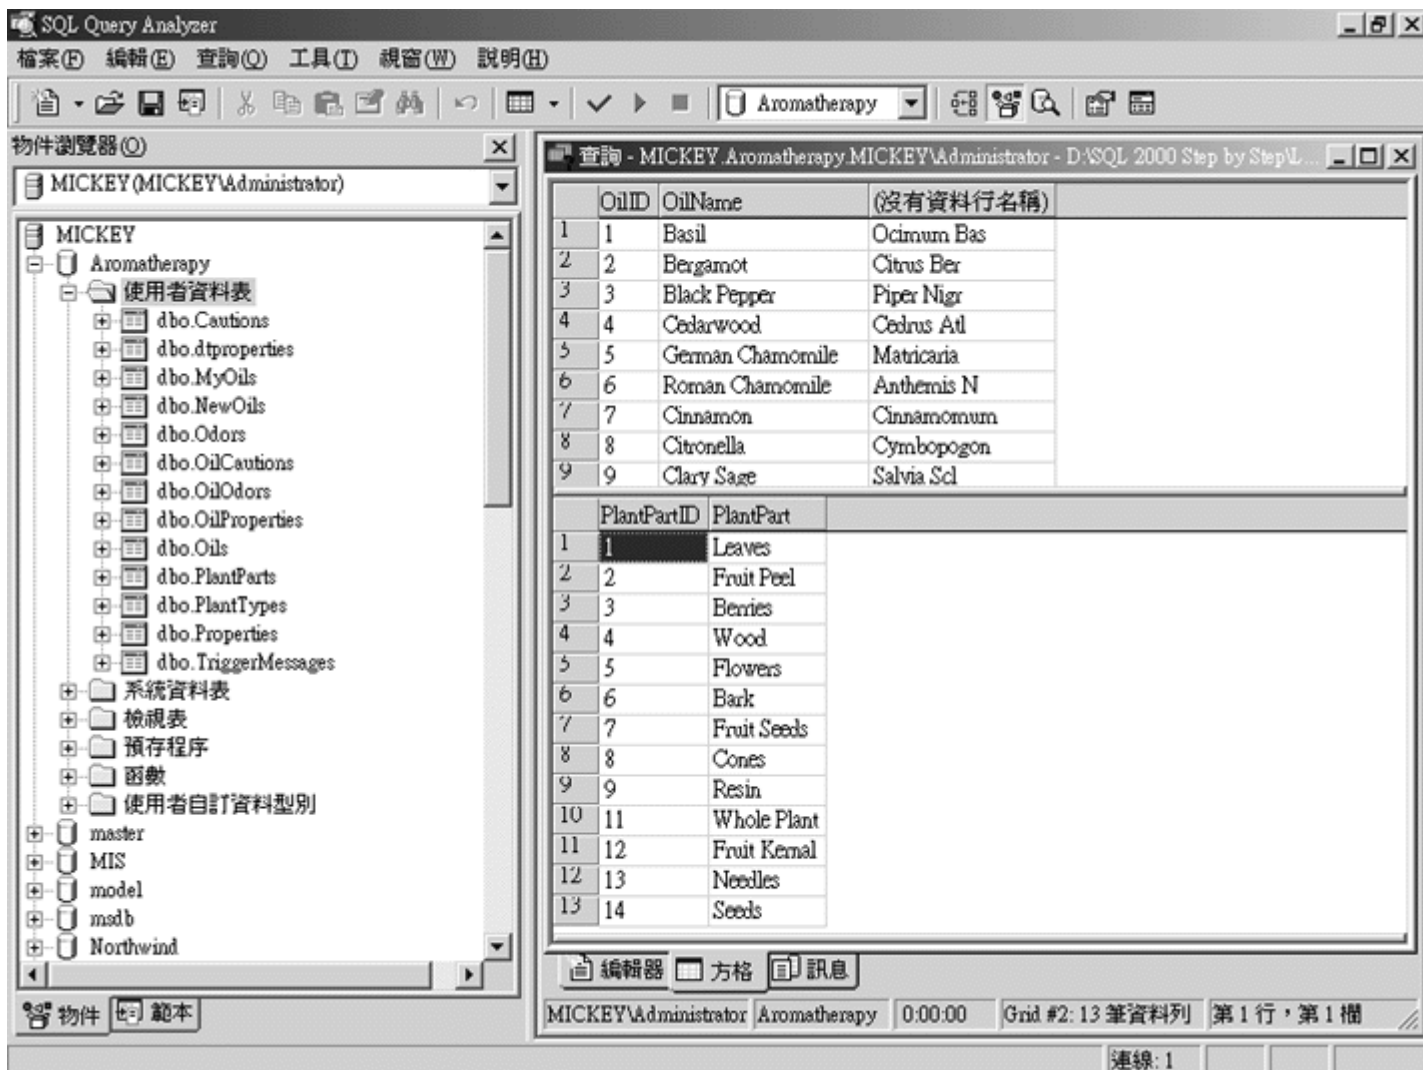 SQL Query Analyzer
檔案(F) 編輯(E) 查詢(Q) 工具(T) 視窗(W) 說明(H)
Aromatherapy
物件瀏覽器(O)
MICKEY(MICKEY\Administrator)
MICKEY
Aromatherapy
使用者資料表
dbo.Cautions
dbo.dtproperties
dbo.MyOils
dbo.NewOils
dbo.Odors
dbo.OilCautions
dbo.OilOdors
dbo.OilProperties
dbo.Oils
dbo.PlantParts
dbo.PlantTypes
dbo.Properties
dbo.TriggerMessages
系統資料表
檢視表
預存程序
函數
使用者自訂資料型別
master
MIS
model
msdb
Northwind
物件 範本
查詢 - MICKEY.Aromatherapy.MICKEY\Administrator - D:\SQL 2000 Step by Step\L...
OilID OilName (沒有資料行名稱)
1 1 Basil Ocimum Bas
2 2 Bergamot Citrus Ber
3 3 Black Pepper Piper Nigr
4 4 Cedarwood Cedrus Atl
5 5 German Chamomile Matricaria
6 6 Roman Chamomile Anthemis N
7 7 Cinnamon Cinnamomum
8 8 Citronella Cymbopogon
9 9 Clary Sage Salvia Scl
PlantPartID PlantPart
1 1 Leaves
2 2 Fruit Peel
3 3 Berries
4 4 Wood
5 5 Flowers
6 6 Bark
7 7 Fruit Seeds
8 8 Cones
9 9 Resin
10 11 Whole Plant
11 12 Fruit Kernal
12 13 Needles
13 14 Seeds
編輯器 方格 訊息
MICKEY\Administrator Aromatherapy 0:00:00 Grid #2: 13 筆資料列 第 1 行，第 1 欄
連線: 1